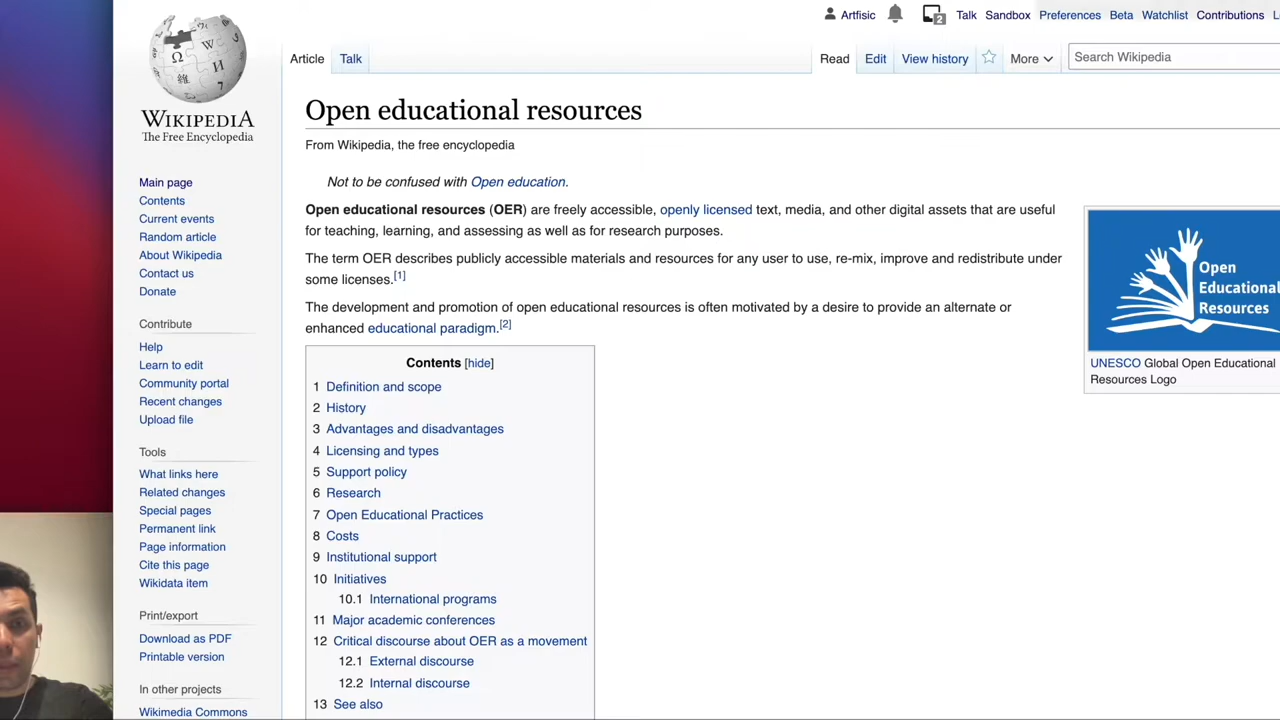 Artfisic 2 Talk Sandbox Preferences Beta Watchlist Contributions
WIKIPEDIA
The Free Encyclopedia
Article Talk Read Edit View history More Search Wikipedia
Open educational resources
From Wikipedia, the free encyclopedia
Not to be confused with Open education.
Open educational resources (OER) are freely accessible, openly licensed text, media, and other digital assets that are useful
for teaching, learning, and assessing as well as for research purposes.
The term OER describes publicly accessible materials and resources for any user to use, re-mix, improve and redistribute under
some licenses.[1]
The development and promotion of open educational resources is often motivated by a desire to provide an alternate or
enhanced educational paradigm.[2]
Contents [hide]
1 Definition and scope
2 History
3 Advantages and disadvantages
4 Licensing and types
5 Support policy
6 Research
7 Open Educational Practices
8 Costs
9 Institutional support
10 Initiatives
10.1 International programs
11 Major academic conferences
12 Critical discourse about OER as a movement
12.1 External discourse
12.2 Internal discourse
13 See also
Open
Educational
Resources
UNESCO Global Open Educational
Resources Logo
Main page
Contents
Current events
Random article
About Wikipedia
Contact us
Donate
Contribute
Help
Learn to edit
Community portal
Recent changes
Upload file
Tools
What links here
Related changes
Special pages
Permanent link
Page information
Cite this page
Wikidata item
Print/export
Download as PDF
Printable version
In other projects
Wikimedia Commons